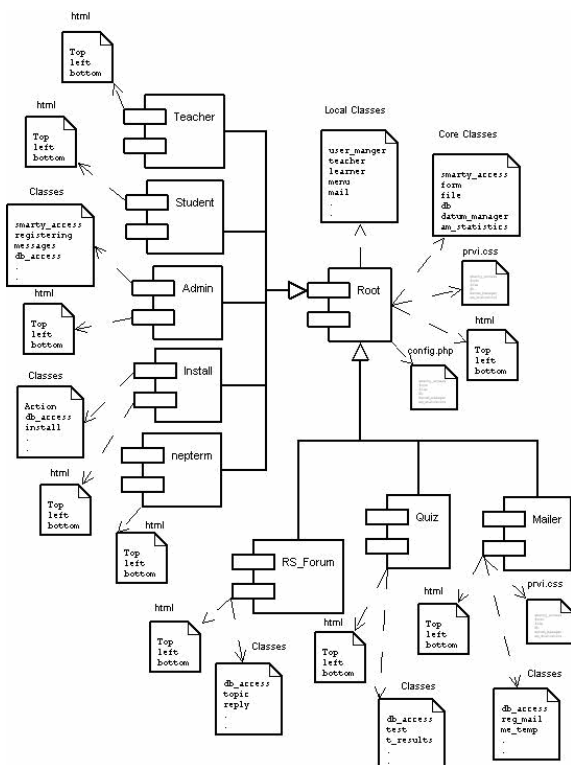 html
Top
left
bottom
Teacher
html
Top
left
bottom
Student
Classes
smarty_access
registering
messages
db_access
.
.
Admin
html
Top
left
bottom
Install
Classes
Action
db_access
install
.
.
html
Top
left
bottom
nepterm
html
Top
left
bottom
Local Classes
user_manger
teacher
learner
menu
mail
.
.
Core Classes
smarty_access
form
file
db
datum_manager
am_statistics
prvi.css
Root
html
Top
left
bottom
config.php
RS_Forum
html
Top
left
bottom
Classes
db_access
topic
reply
.
.
Quiz
html
Top
left
bottom
Classes
db_access
test
t_results
.
.
Mailer
prvi.css
html
Top
left
bottom
Classes
db_access
reg_mail
me_temp
.
.